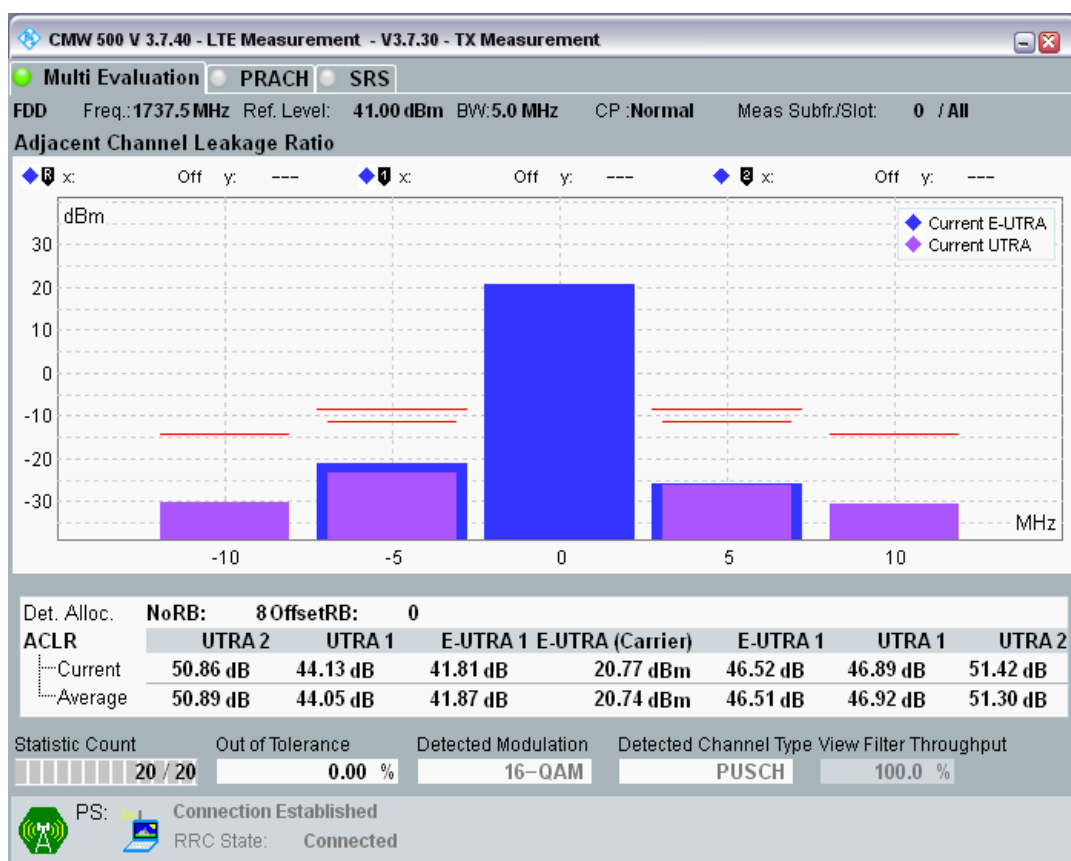 CMW 500 V 3.7.40 - LTE Measurement - V3.7.30 - TX Measurement
Multi Evaluation PRACH SRS
FDD Freq.: 1737.5 MHz Ref. Level: 41.00 dBm BW: 5.0 MHz CP : Normal Meas Subfr./Slot: 0 / All
Adjacent Channel Leakage Ratio
R x: Off y: --- 1 x: Off y: --- 2 x: Off y: ---
dBm
Current E-UTRA
Current UTRA
30
20
10
0
-10
-20
-30
MHz
-10 -5 0 5 10
Det. Alloc. NoRB: 8 OffsetRB: 0
ACLR UTRA 2 UTRA 1 E-UTRA 1 E-UTRA (Carrier) E-UTRA 1 UTRA 1 UTRA 2
Current 50.86 dB 44.13 dB 41.81 dB 20.77 dBm 46.52 dB 46.89 dB 51.42 dB
Average 50.89 dB 44.05 dB 41.87 dB 20.74 dBm 46.51 dB 46.92 dB 51.30 dB
Statistic Count Out of Tolerance Detected Modulation Detected Channel Type View Filter Throughput
20 / 20 0.00 % 16-QAM PUSCH 100.0 %
PS: Connection Established
RRC State: Connected